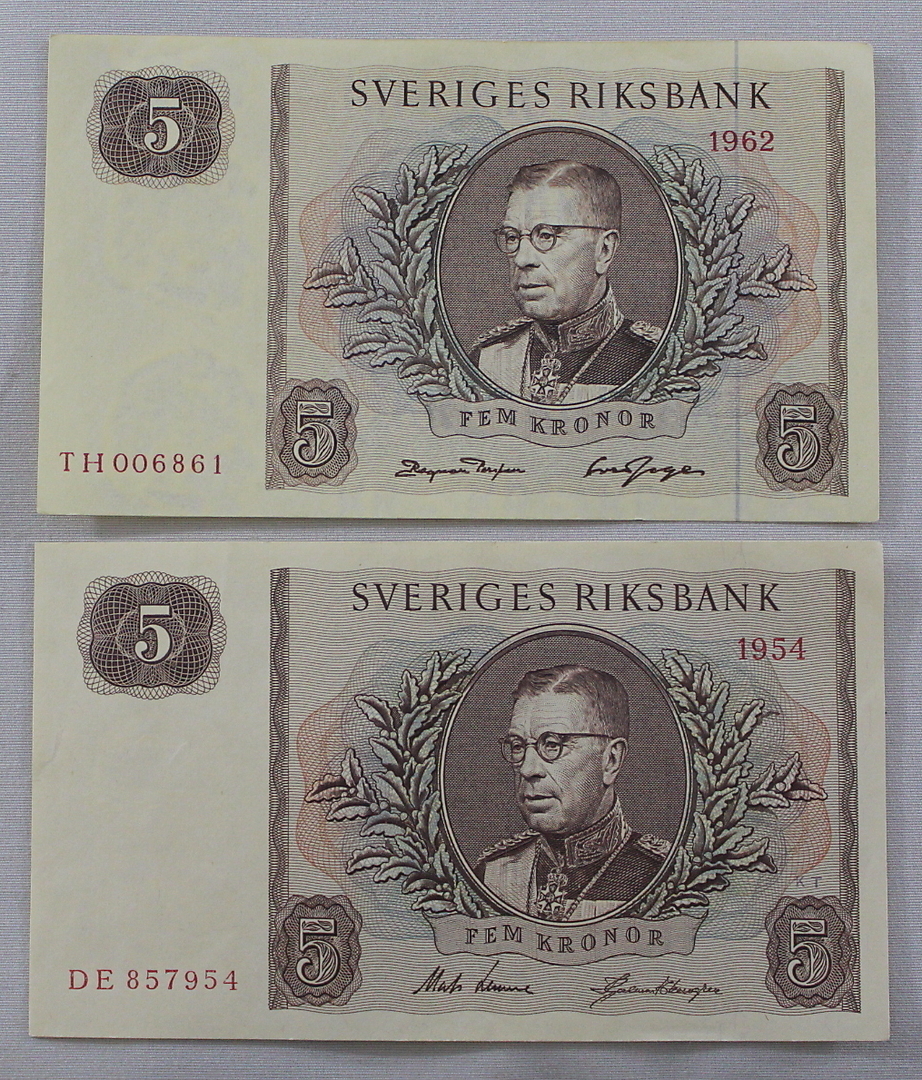 5
SVERIGES RIKSBANK
1962
FEM KRONOR
5 5
TH 006861
5
SVERIGES RIKSBANK
1954
FEM KRONOR
5 5
DE 857954